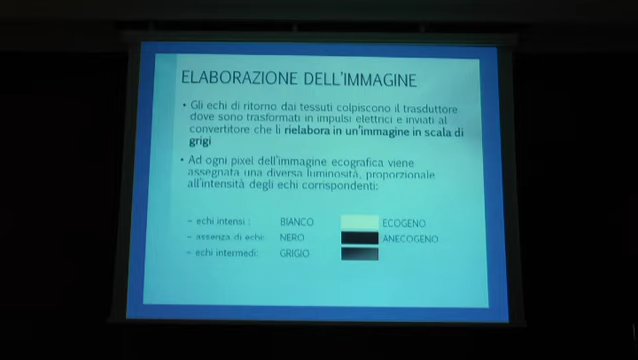 ELABORAZIONE DELL'IMMAGINE
• Gli echi di ritorno dai tessuti colpiscono il trasduttore
dove sono trasformati in impulsi elettrici e inviati al
convertitore che li rielabora in un'immagine in scala di
grigi
• Ad ogni pixel dell'immagine ecografica viene
assegnata una diversa luminosità, proporzionale
all'intensità degli echi corrispondenti:
– echi intensi : BIANCO ECOGENO
– assenza di echi: NERO ANECOGENO
– echi intermedi: GRIGIO